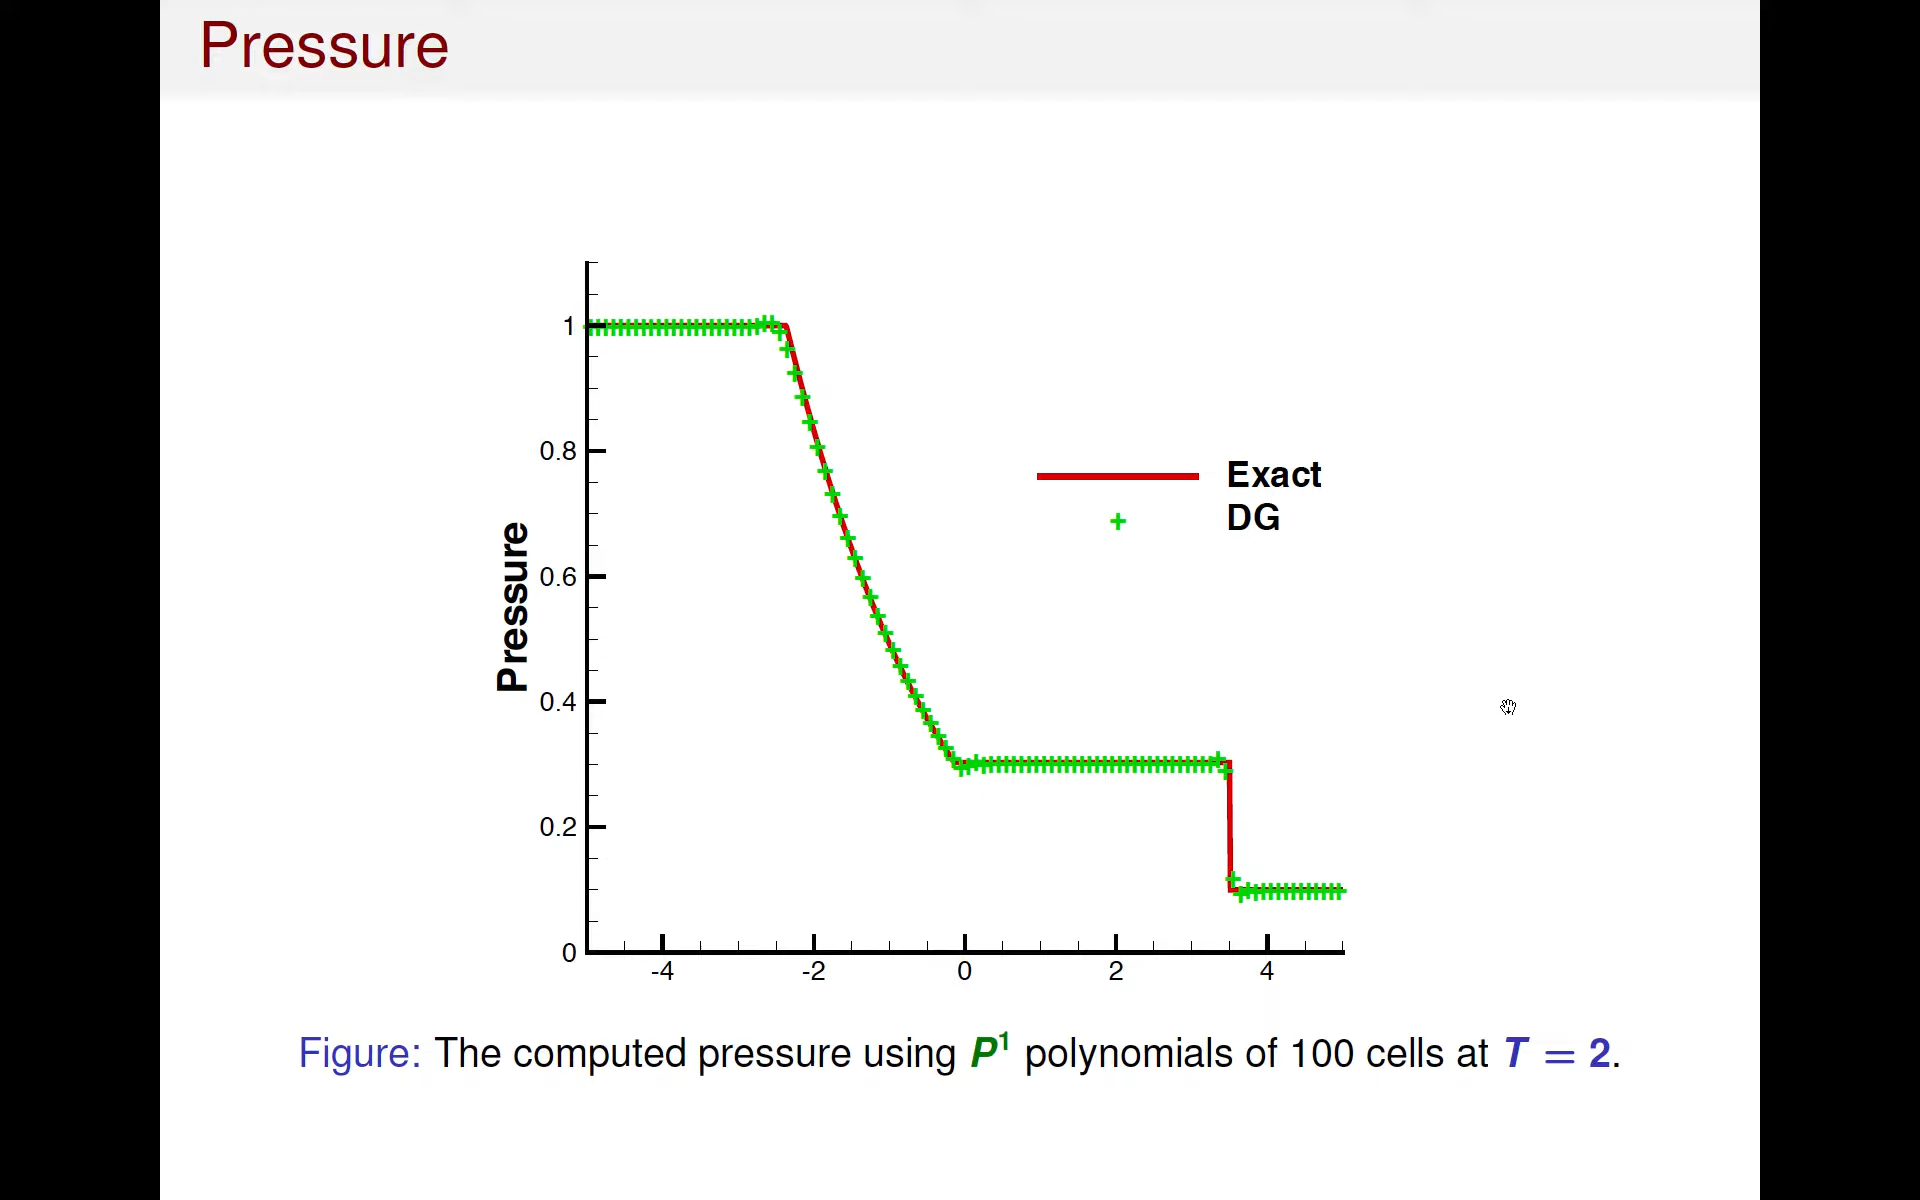 Pressure
1
0.8
0.6
0.4
0.2
0
Pressure
Exact
DG
-4 -2 0 2 4
Figure: The computed pressure using P¹ polynomials of 100 cells at T = 2.